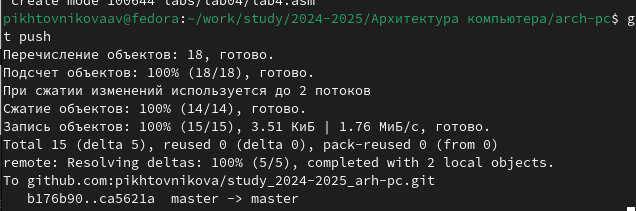 create mode 100644 labs/lab04/lab4.asm
pikhtovnikovaav@fedora:~/work/study/2024-2025/Архитектура компьютера/arch-pc$ g
t push
Перечисление объектов: 18, готово.
Подсчет объектов: 100% (18/18), готово.
При сжатии изменений используется до 2 потоков
Сжатие объектов: 100% (14/14), готово.
Запись объектов: 100% (15/15), 3.51 КиБ | 1.76 МиБ/с, готово.
Total 15 (delta 5), reused 0 (delta 0), pack-reused 0 (from 0)
remote: Resolving deltas: 100% (5/5), completed with 2 local objects.
To github.com:pikhtovnikova/study_2024-2025_arh-pc.git
b176b90..ca5621a  master -> master